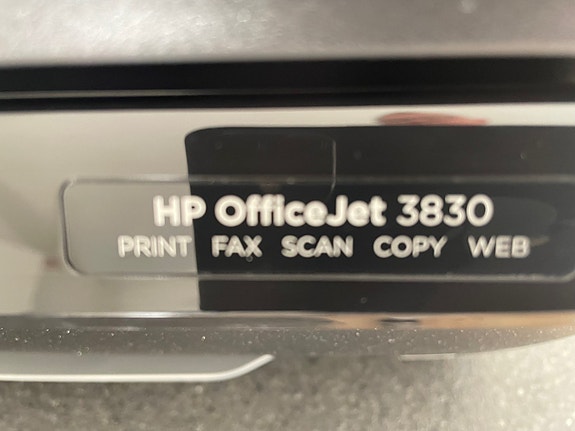 HP OfficeJet 3830
PRINT FAX SCAN COPY WEB